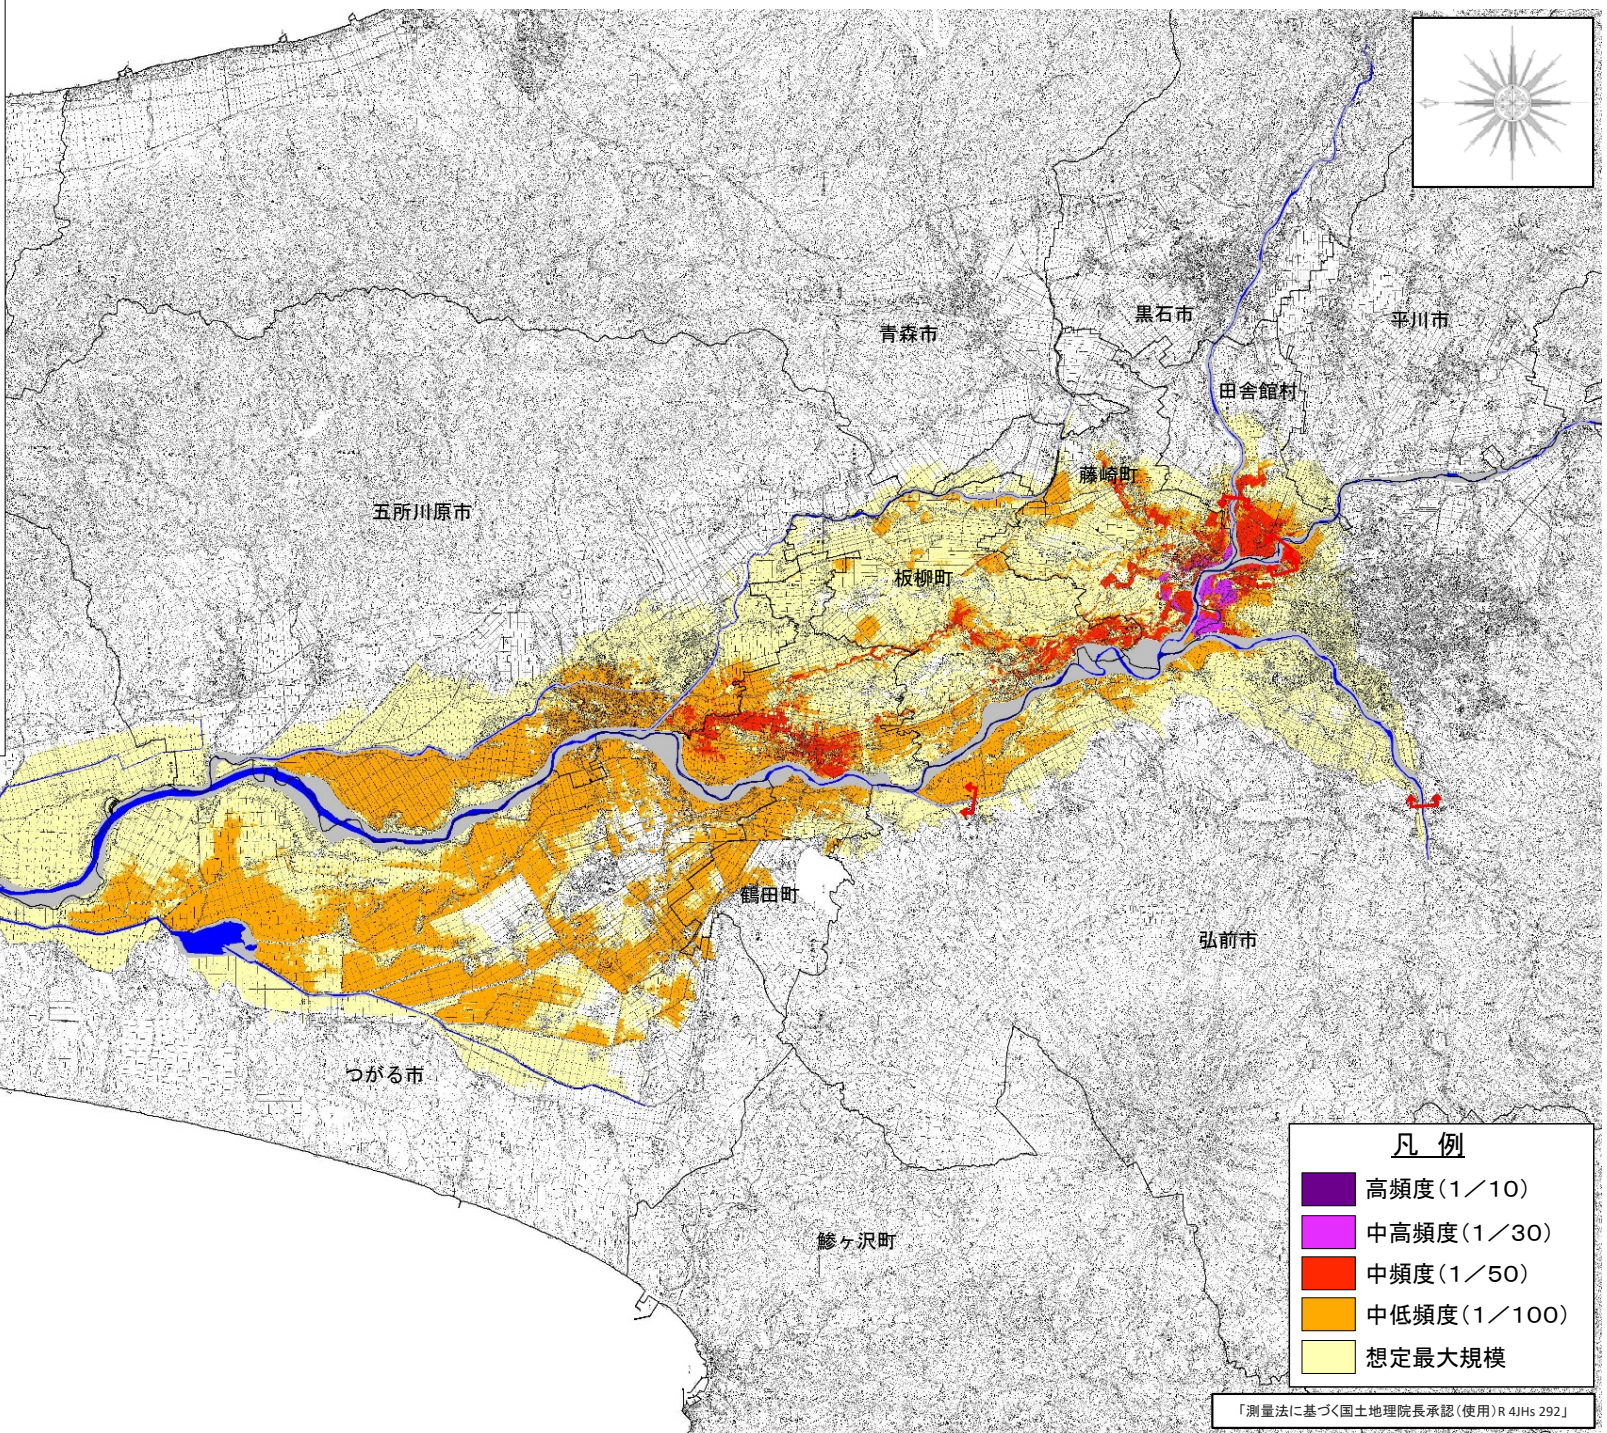 黒石市
平川市
青森市
田舎館村
藤崎町
五所川原市
板柳町
鶴田町
弘前市
つがる市
鰺ヶ沢町
凡 例
高頻度(1/10)
中高頻度(1/30)
中頻度(1/50)
中低頻度(1/100)
想定最大規模
「測量法に基づく国土地理院長承認(使用)R 4JHs 292」